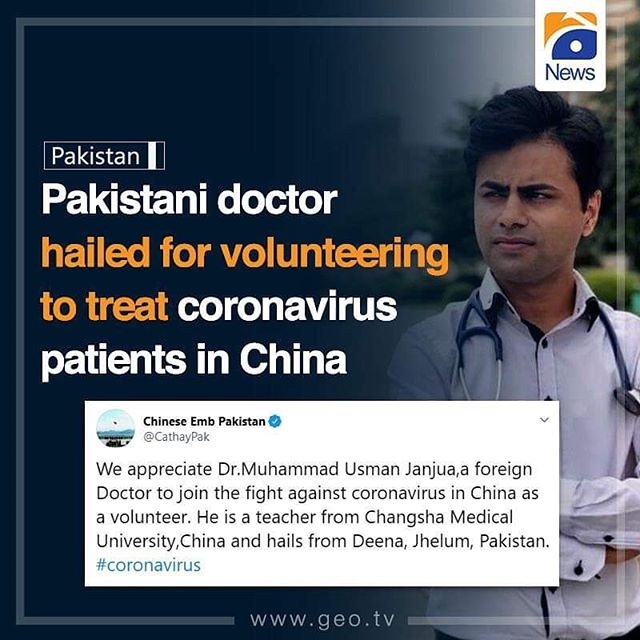 News
Pakistan
Pakistani doctor
hailed for volunteering
to treat coronavirus
patients in China
Chinese Emb Pakistan
@CathayPak
We appreciate Dr.Muhammad Usman Janjua,a foreign
Doctor to join the fight against coronavirus in China as
a volunteer. He is a teacher from Changsha Medical
University,China and hails from Deena, Jhelum, Pakistan.
#coronavirus
www.geo.tv